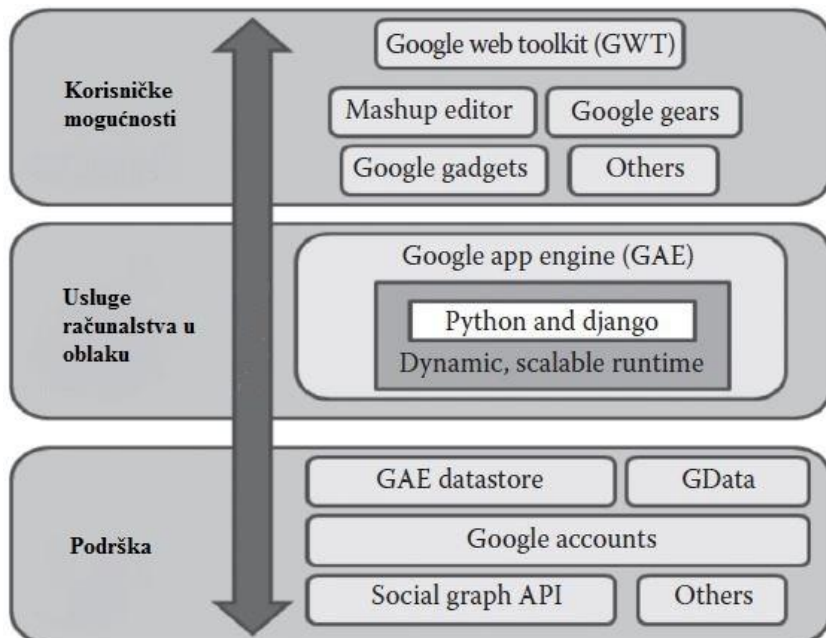 Korisničke
mogućnosti
Google web toolkit (GWT)
Mashup editor
Google gears
Google gadgets
Others
Usluge
računalstva u
oblaku
Google app engine (GAE)
Python and django
Dynamic, scalable runtime
Podrška
GAE datastore
GData
Google accounts
Social graph API
Others